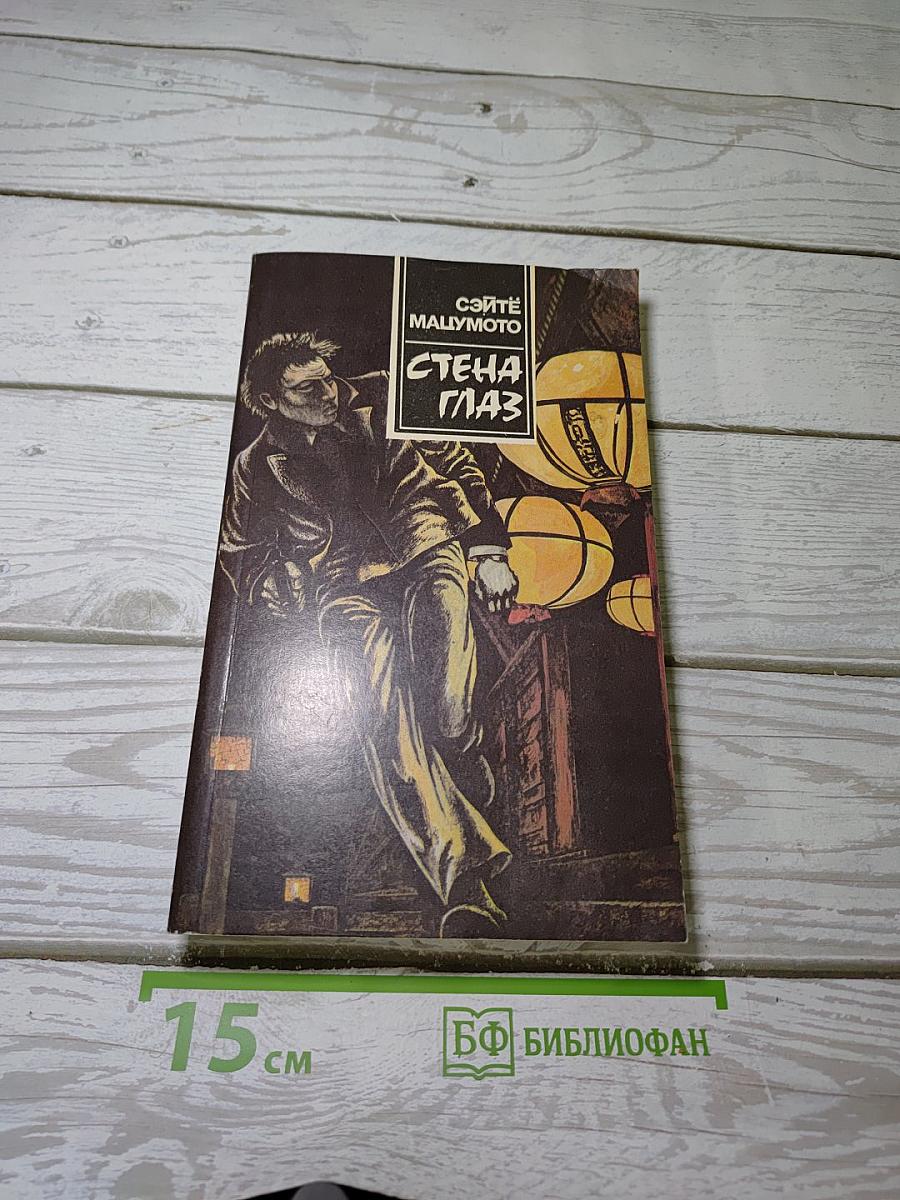 СЭЙТЁ
МАЦУМОТО
СТЕНА
ГЛАЗ
15 см
БФ БИБЛИОФАН